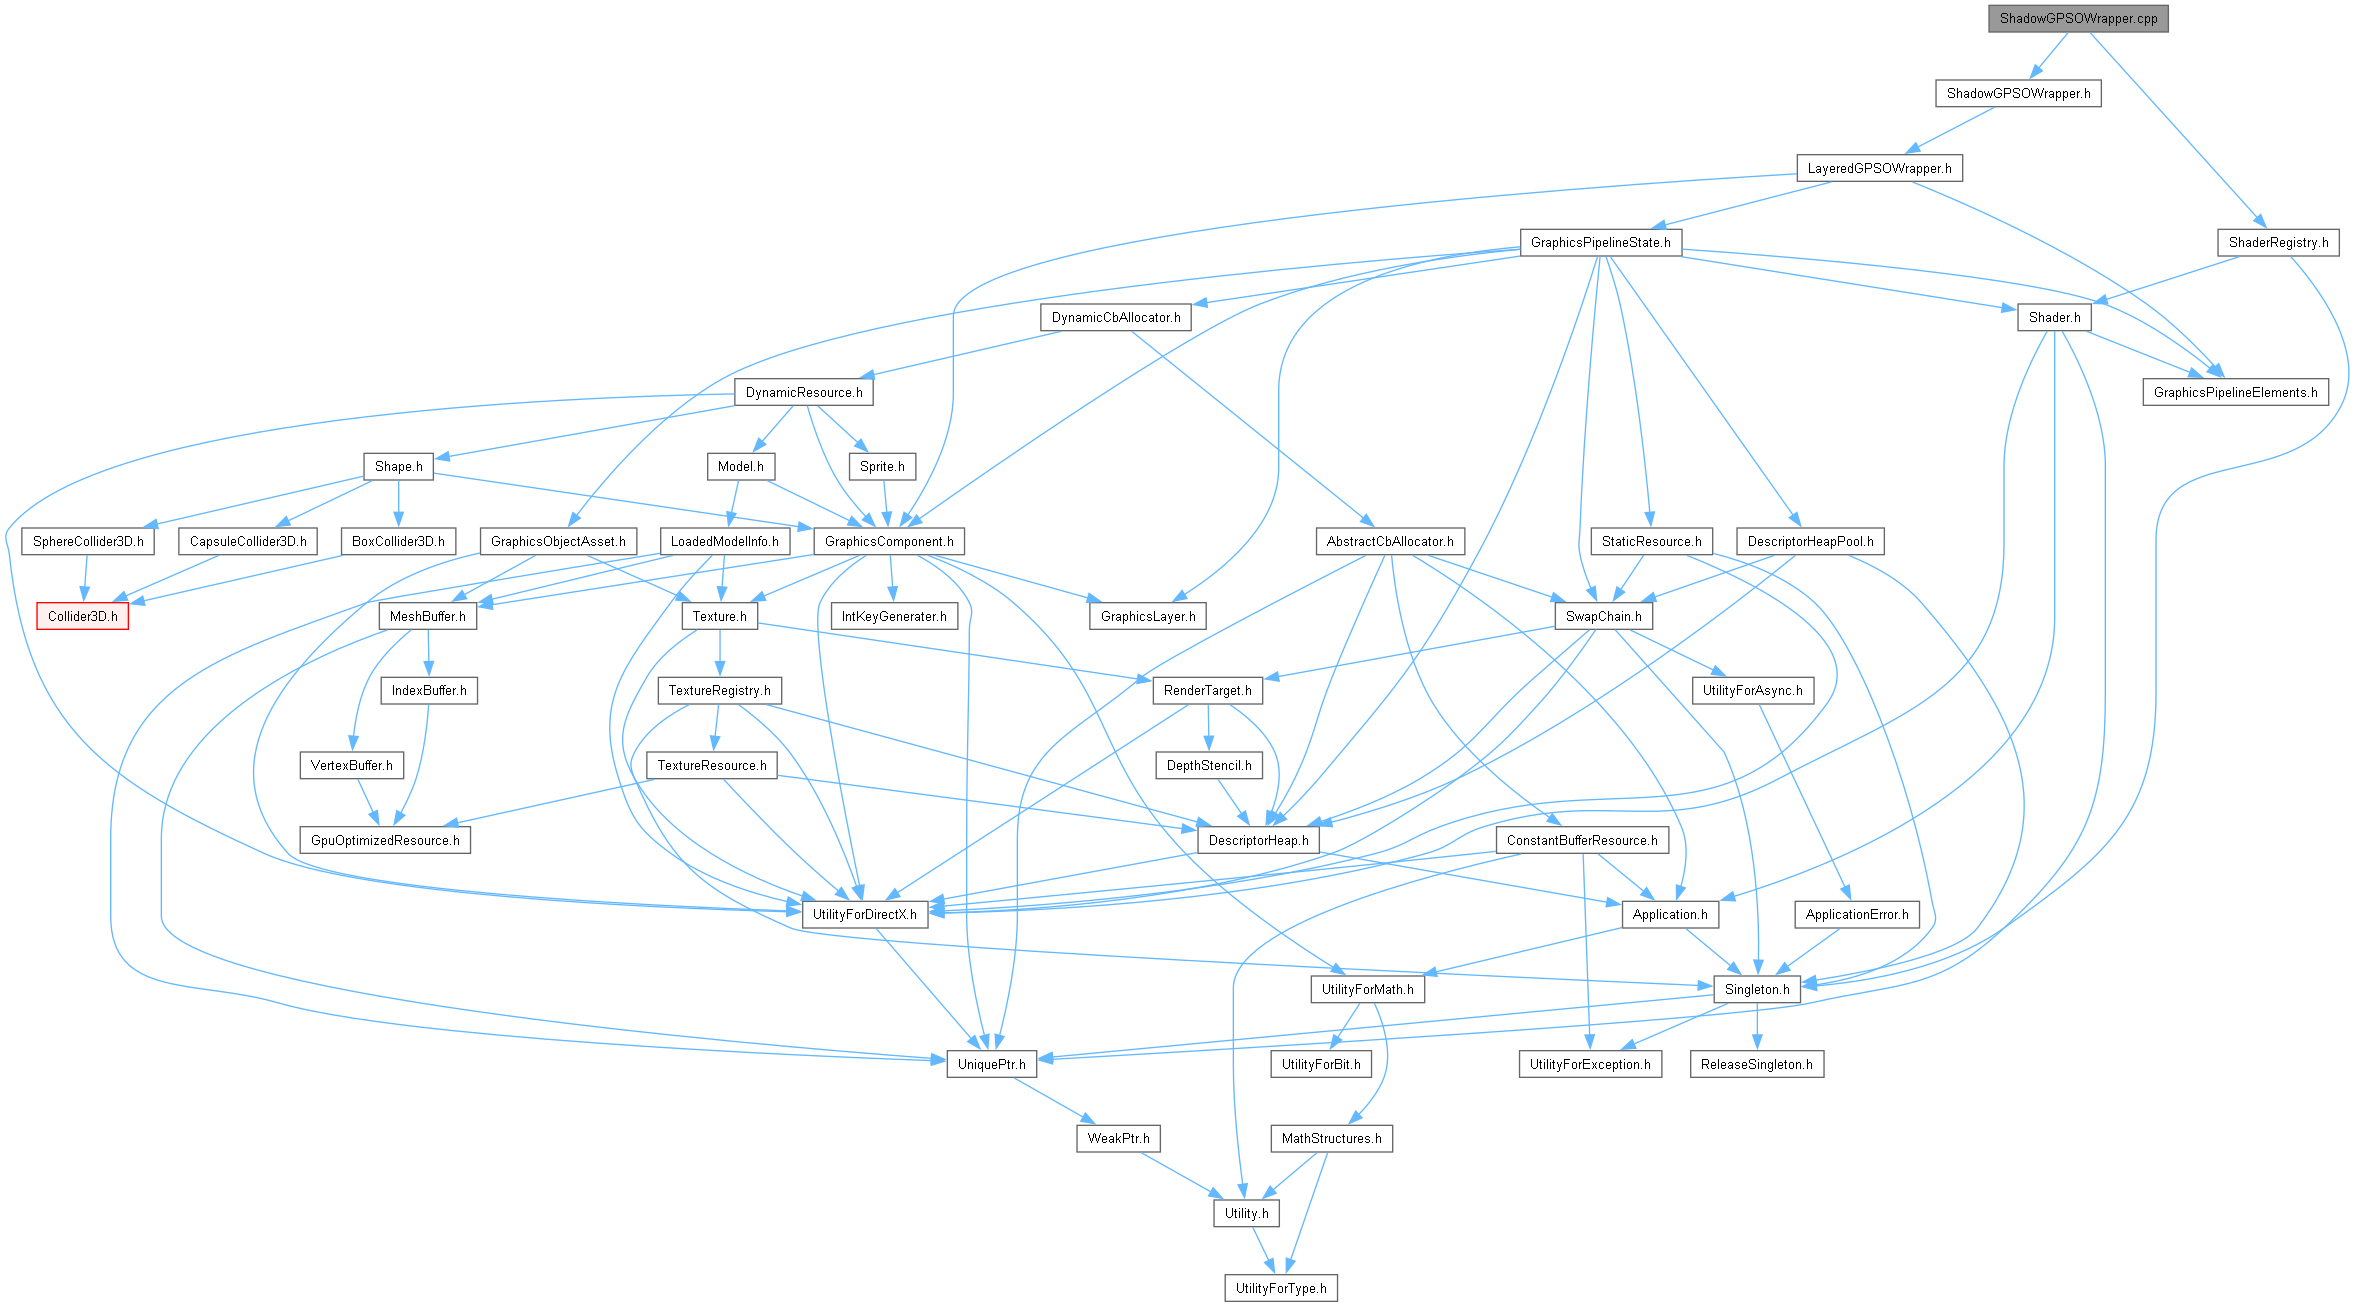 ShadowGPSOWrapper.cpp
ShadowGPSOWrapper.h
LayeredGPSOWrapper.h
GraphicsPipelineState.h
ShaderRegistry.h
DynamicCbAllocator.h
Shader.h
DynamicResource.h
GraphicsPipelineElements.h
Shape.h
Model.h
Sprite.h
SphereCollider3D.h
CapsuleCollider3D.h
BoxCollider3D.h
GraphicsObjectAsset.h
LoadedModelInfo.h
GraphicsComponent.h
AbstractCbAllocator.h
StaticResource.h
DescriptorHeapPool.h
Collider3D.h
MeshBuffer.h
Texture.h
IntKeyGenerater.h
GraphicsLayer.h
SwapChain.h
IndexBuffer.h
TextureRegistry.h
RenderTarget.h
UtilityForAsync.h
VertexBuffer.h
TextureResource.h
DepthStencil.h
GpuOptimizedResource.h
DescriptorHeap.h
ConstantBufferResource.h
UtilityForDirectX.h
Application.h
ApplicationError.h
UtilityForMath.h
Singleton.h
UniquePtr.h
UtilityForBit.h
UtilityForException.h
ReleaseSingleton.h
WeakPtr.h
MathStructures.h
Utility.h
UtilityForType.h